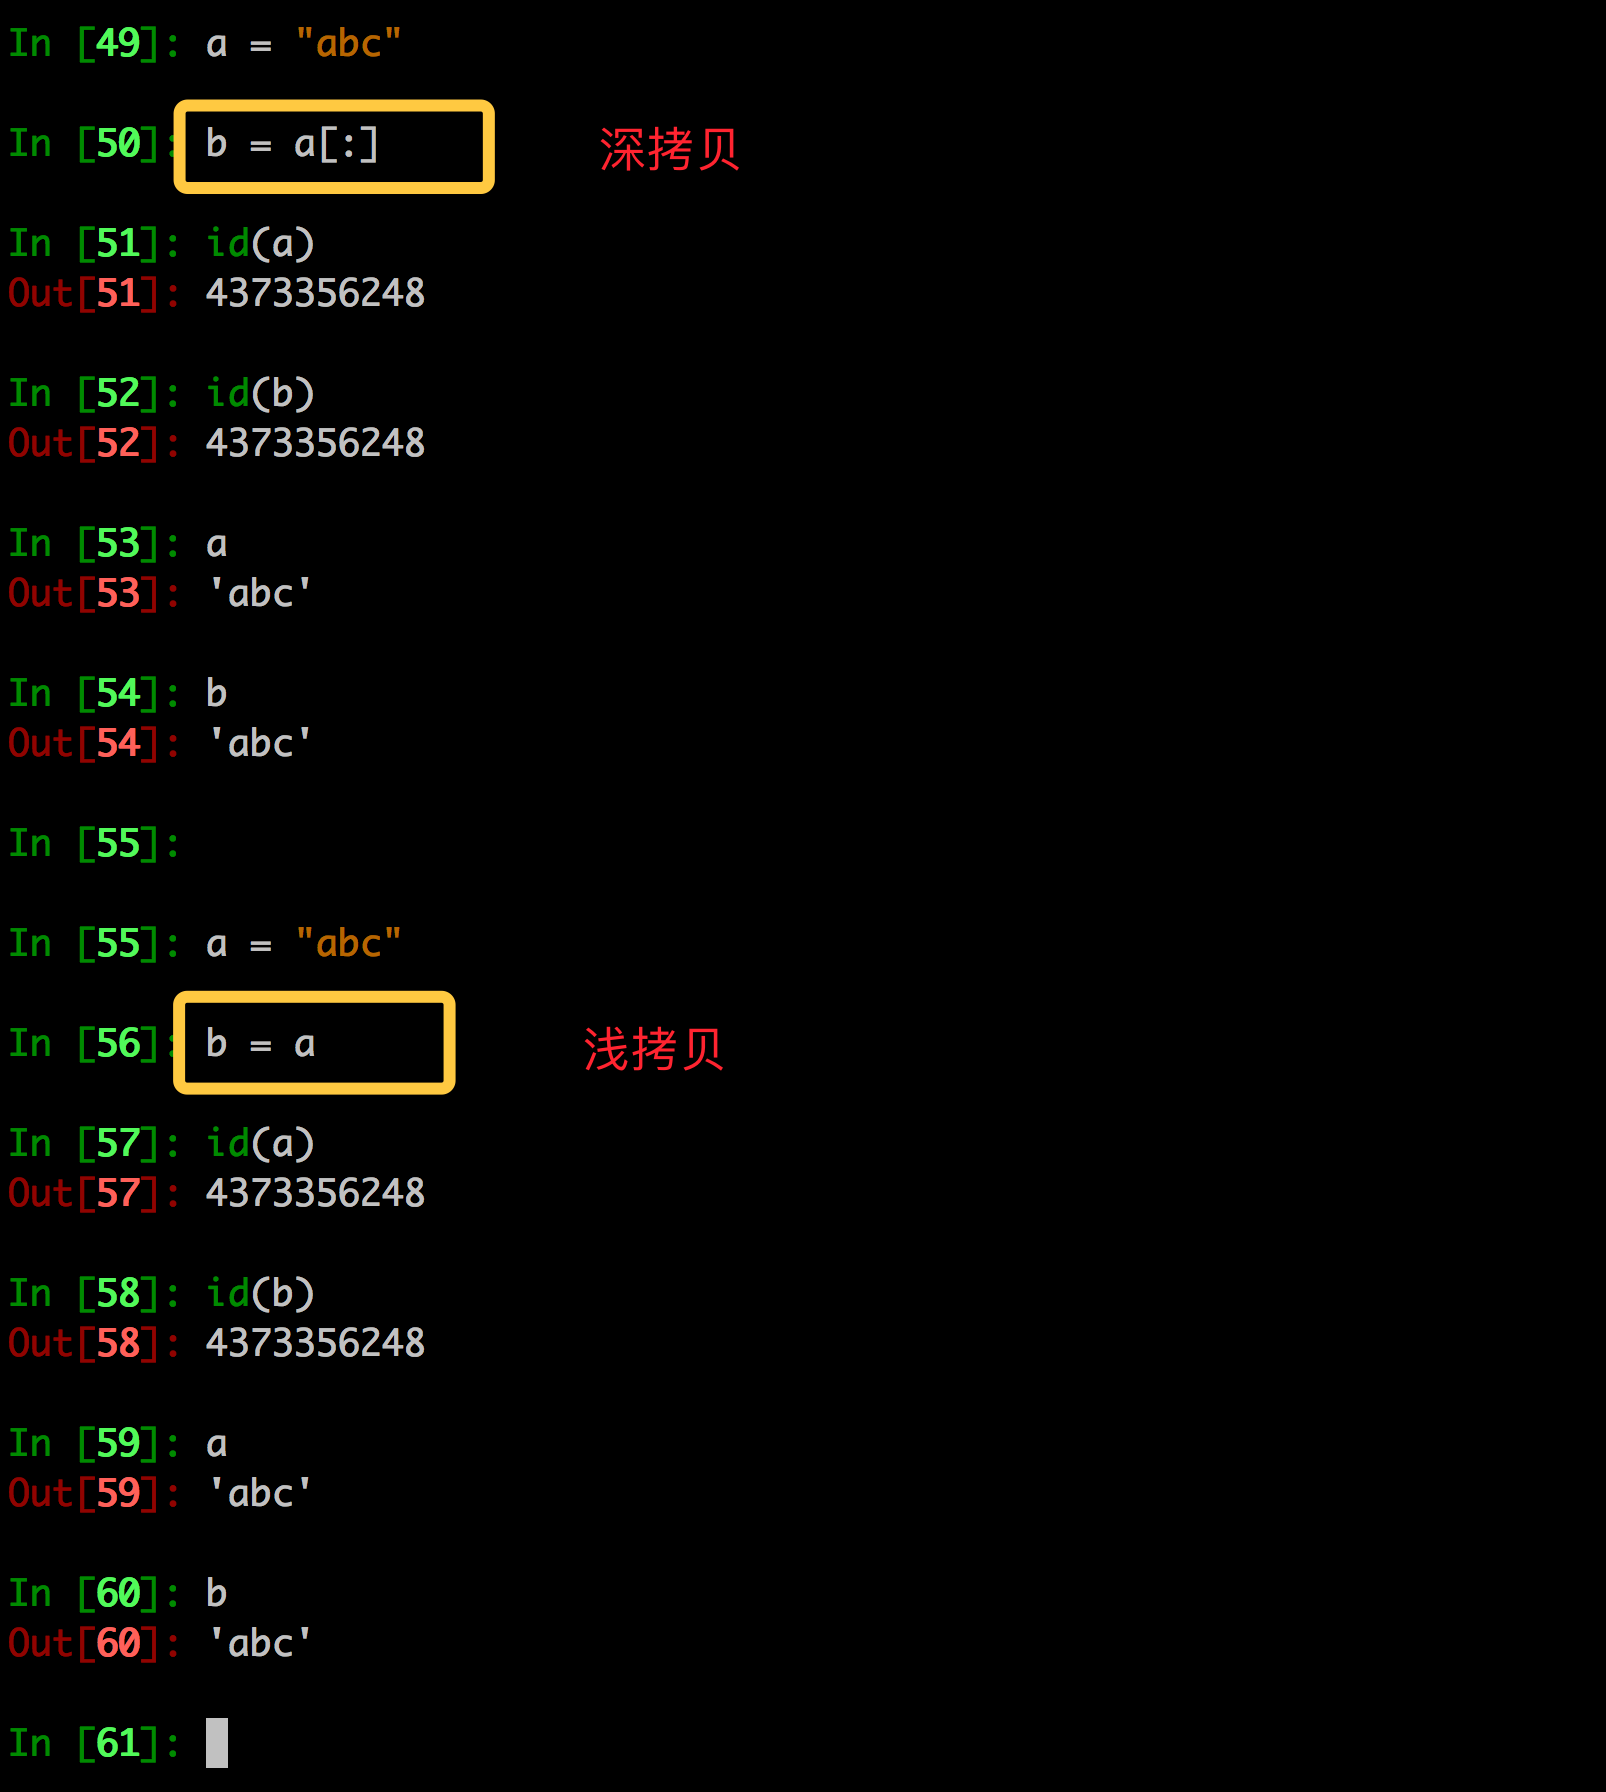 In [49]: a = "abc"
In [50]: b = a[:] 深拷贝
In [51]: id(a)
Out[51]: 4373356248
In [52]: id(b)
Out[52]: 4373356248
In [53]: a
Out[53]: 'abc'
In [54]: b
Out[54]: 'abc'
In [55]:
In [55]: a = "abc"
In [56]: b = a 浅拷贝
In [57]: id(a)
Out[57]: 4373356248
In [58]: id(b)
Out[58]: 4373356248
In [59]: a
Out[59]: 'abc'
In [60]: b
Out[60]: 'abc'
In [61]: